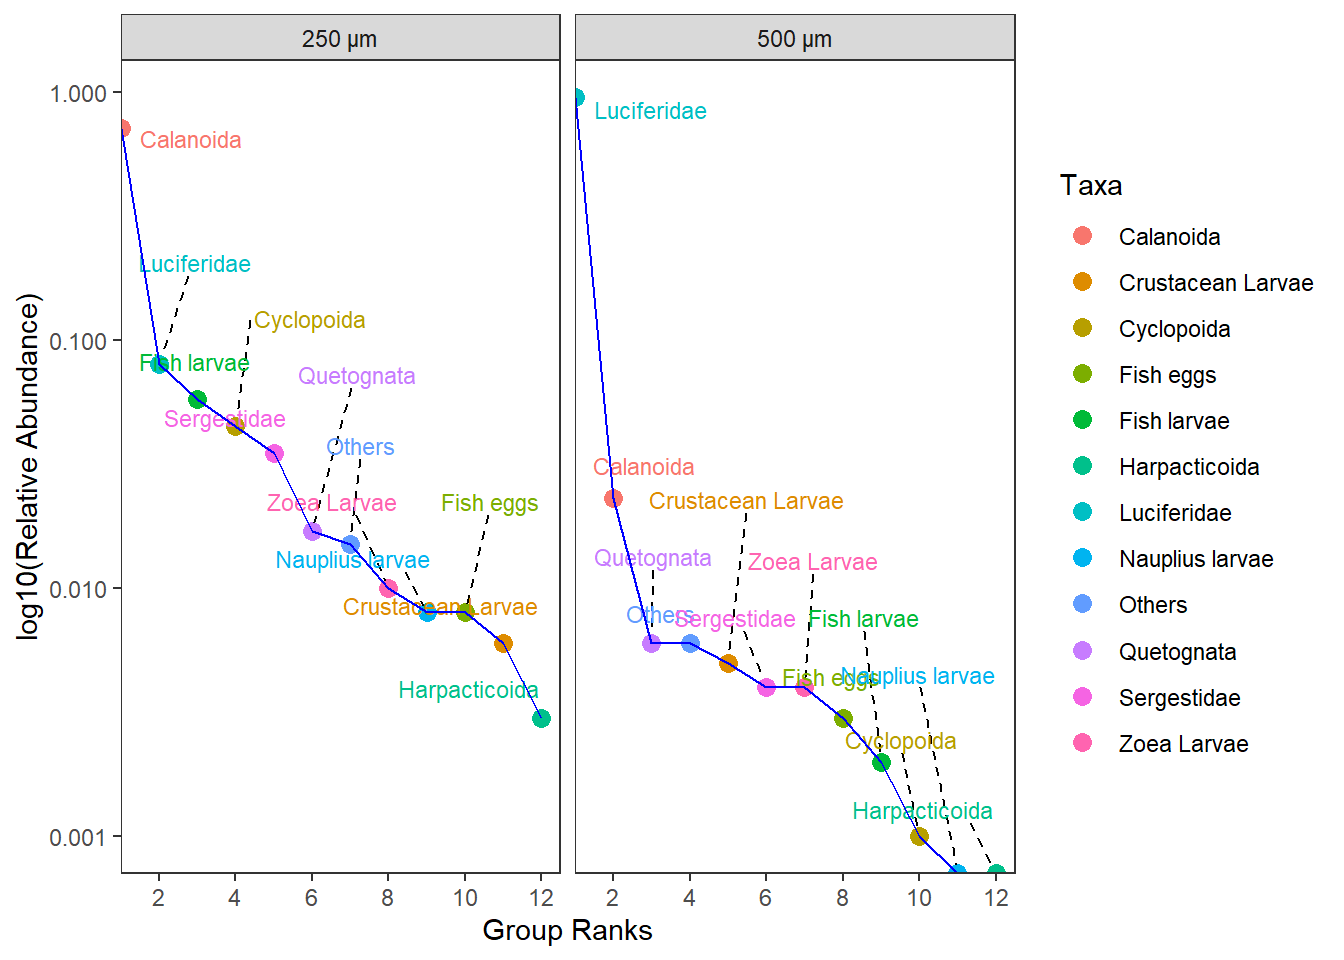 250 µm
500 µm
log10(Relative Abundance)
1.000
0.100
0.010
0.001
Calanoida
Luciferidae
Cyclopoida
Fish larvae
Quetognata
Sergestidae
Others
Zoea Larvae
Fish eggs
Nauplius larvae
Crustacean Larvae
Harpacticoida
2 4 6 8 10 12
Luciferidae
Calanoida
Crustacean Larvae
Quetognata
Zoea Larvae
Others
Sergestidae
Fish larvae
Fish eggs
Nauplius larvae
Cyclopoida
Harpacticoida
2 4 6 8 10 12
Group Ranks
Taxa
Calanoida
Crustacean Larvae
Cyclopoida
Fish eggs
Fish larvae
Harpacticoida
Luciferidae
Nauplius larvae
Others
Quetognata
Sergestidae
Zoea Larvae